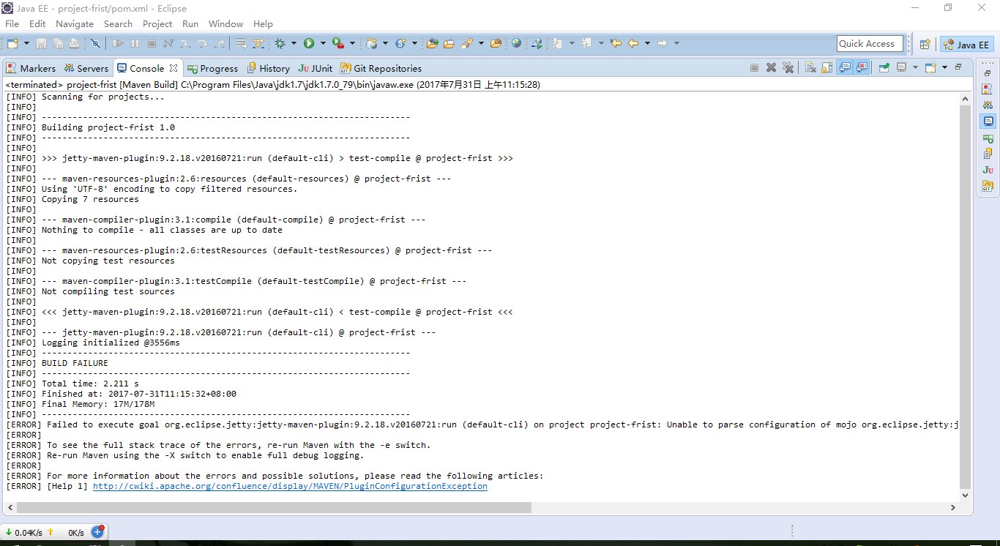 Java EE - project-frist/pom.xml - Eclipse
File Edit Navigate Search Project Run Window Help
Quick Access
Java EE
Markers Servers Console Progress History JUnit Git Repositories
<terminated> project-frist [Maven Build] C:\Program Files\Java\jdk1.7\jdk1.7.0_79\bin\javaw.exe (2017年7月31日 上午11:15:28)
[INFO] Scanning for projects...
[INFO]
[INFO] ------------------------------------------------------------------------
[INFO] Building project-frist 1.0
[INFO] ------------------------------------------------------------------------
[INFO]
[INFO] >>> jetty-maven-plugin:9.2.18.v20160721:run (default-cli) > test-compile @ project-frist >>>
[INFO]
[INFO] --- maven-resources-plugin:2.6:resources (default-resources) @ project-frist ---
[INFO] Using 'UTF-8' encoding to copy filtered resources.
[INFO] Copying 7 resources
[INFO]
[INFO] --- maven-compiler-plugin:3.1:compile (default-compile) @ project-frist ---
[INFO] Nothing to compile - all classes are up to date
[INFO]
[INFO] --- maven-resources-plugin:2.6:testResources (default-testResources) @ project-frist ---
[INFO] Not copying test resources
[INFO]
[INFO] --- maven-compiler-plugin:3.1:testCompile (default-testCompile) @ project-frist ---
[INFO] Not compiling test sources
[INFO]
[INFO] <<< jetty-maven-plugin:9.2.18.v20160721:run (default-cli) < test-compile @ project-frist <<<
[INFO]
[INFO] --- jetty-maven-plugin:9.2.18.v20160721:run (default-cli) @ project-frist ---
[INFO] Logging initialized @3556ms
[INFO] ------------------------------------------------------------------------
[INFO] BUILD FAILURE
[INFO] ------------------------------------------------------------------------
[INFO] Total time: 2.211 s
[INFO] Finished at: 2017-07-31T11:15:32+08:00
[INFO] Final Memory: 17M/178M
[INFO] ------------------------------------------------------------------------
[ERROR] Failed to execute goal org.eclipse.jetty:jetty-maven-plugin:9.2.18.v20160721:run (default-cli) on project project-frist: Unable to parse configuration of mojo org.eclipse.jetty:j
[ERROR]
[ERROR] To see the full stack trace of the errors, re-run Maven with the -e switch.
[ERROR] Re-run Maven using the -X switch to enable full debug logging.
[ERROR]
[ERROR] For more information about the errors and possible solutions, please read the following articles:
[ERROR] [Help 1] http://cwiki.apache.org/confluence/display/MAVEN/PluginConfigurationException
0.04K/s 0K/s